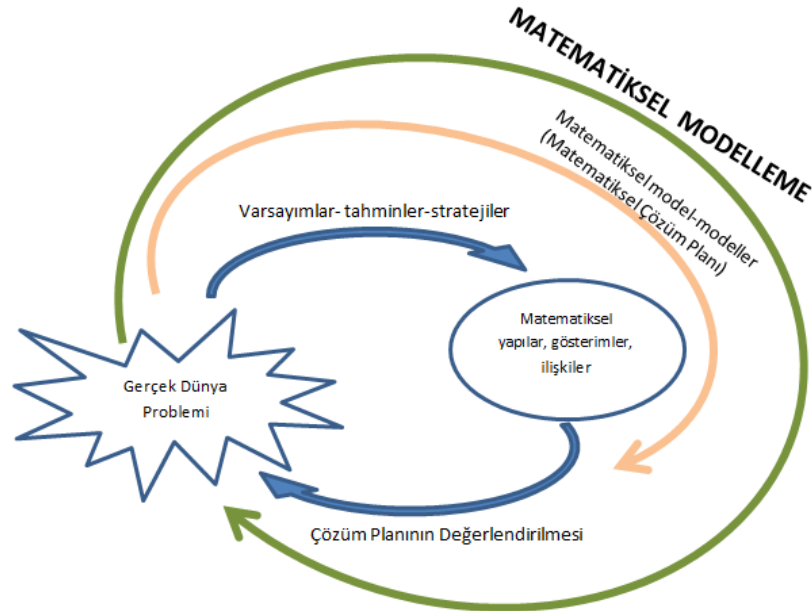 MATEMATİKSEL MODELLEME
Matematiksel model-modeller
(Matematiksel Çözüm Planı)
Varsayımlar- tahminler-stratejiler
Matematiksel
yapılar, gösterimler,
ilişkiler
Gerçek Dünya
Problemi
Çözüm Planının Değerlendirilmesi